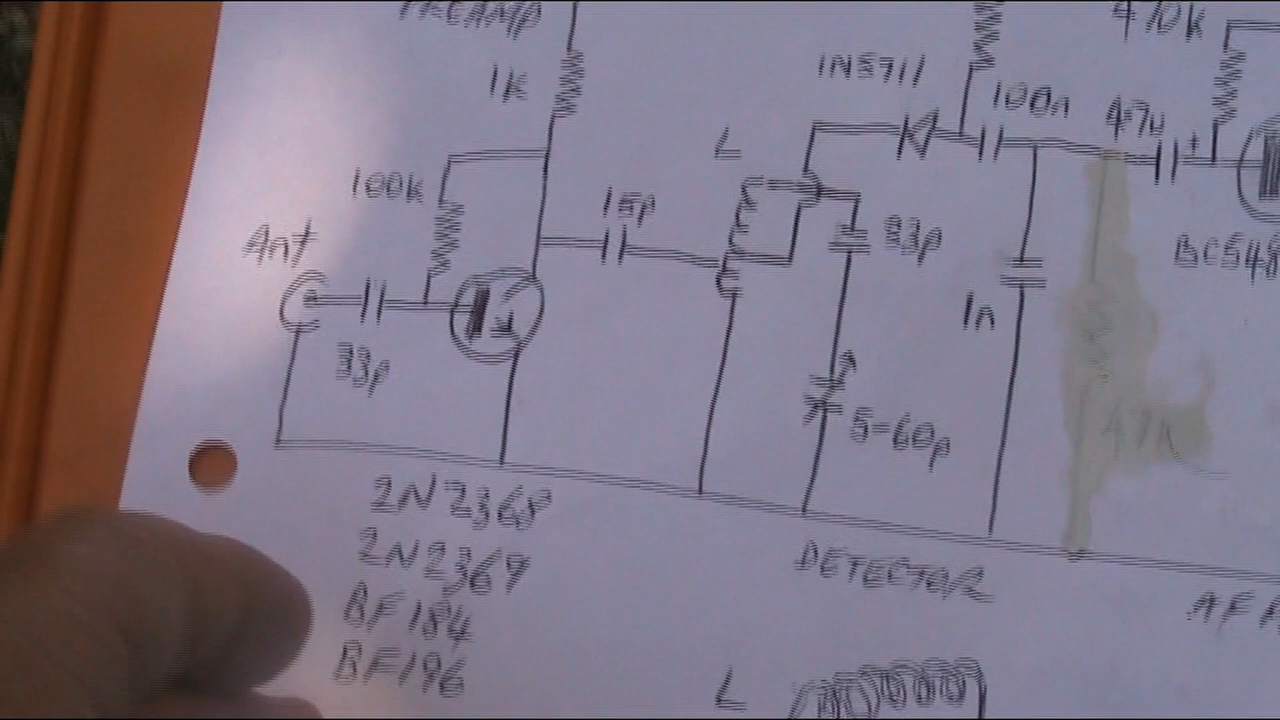 PREAMP
470K
1K
1N5711
100n
47u
+
L
100K
Ant
15p
33p
BC548
33p
1n
5-60p
47K
2N2368
2N2369
BF184
BF196
DETECTOR
L